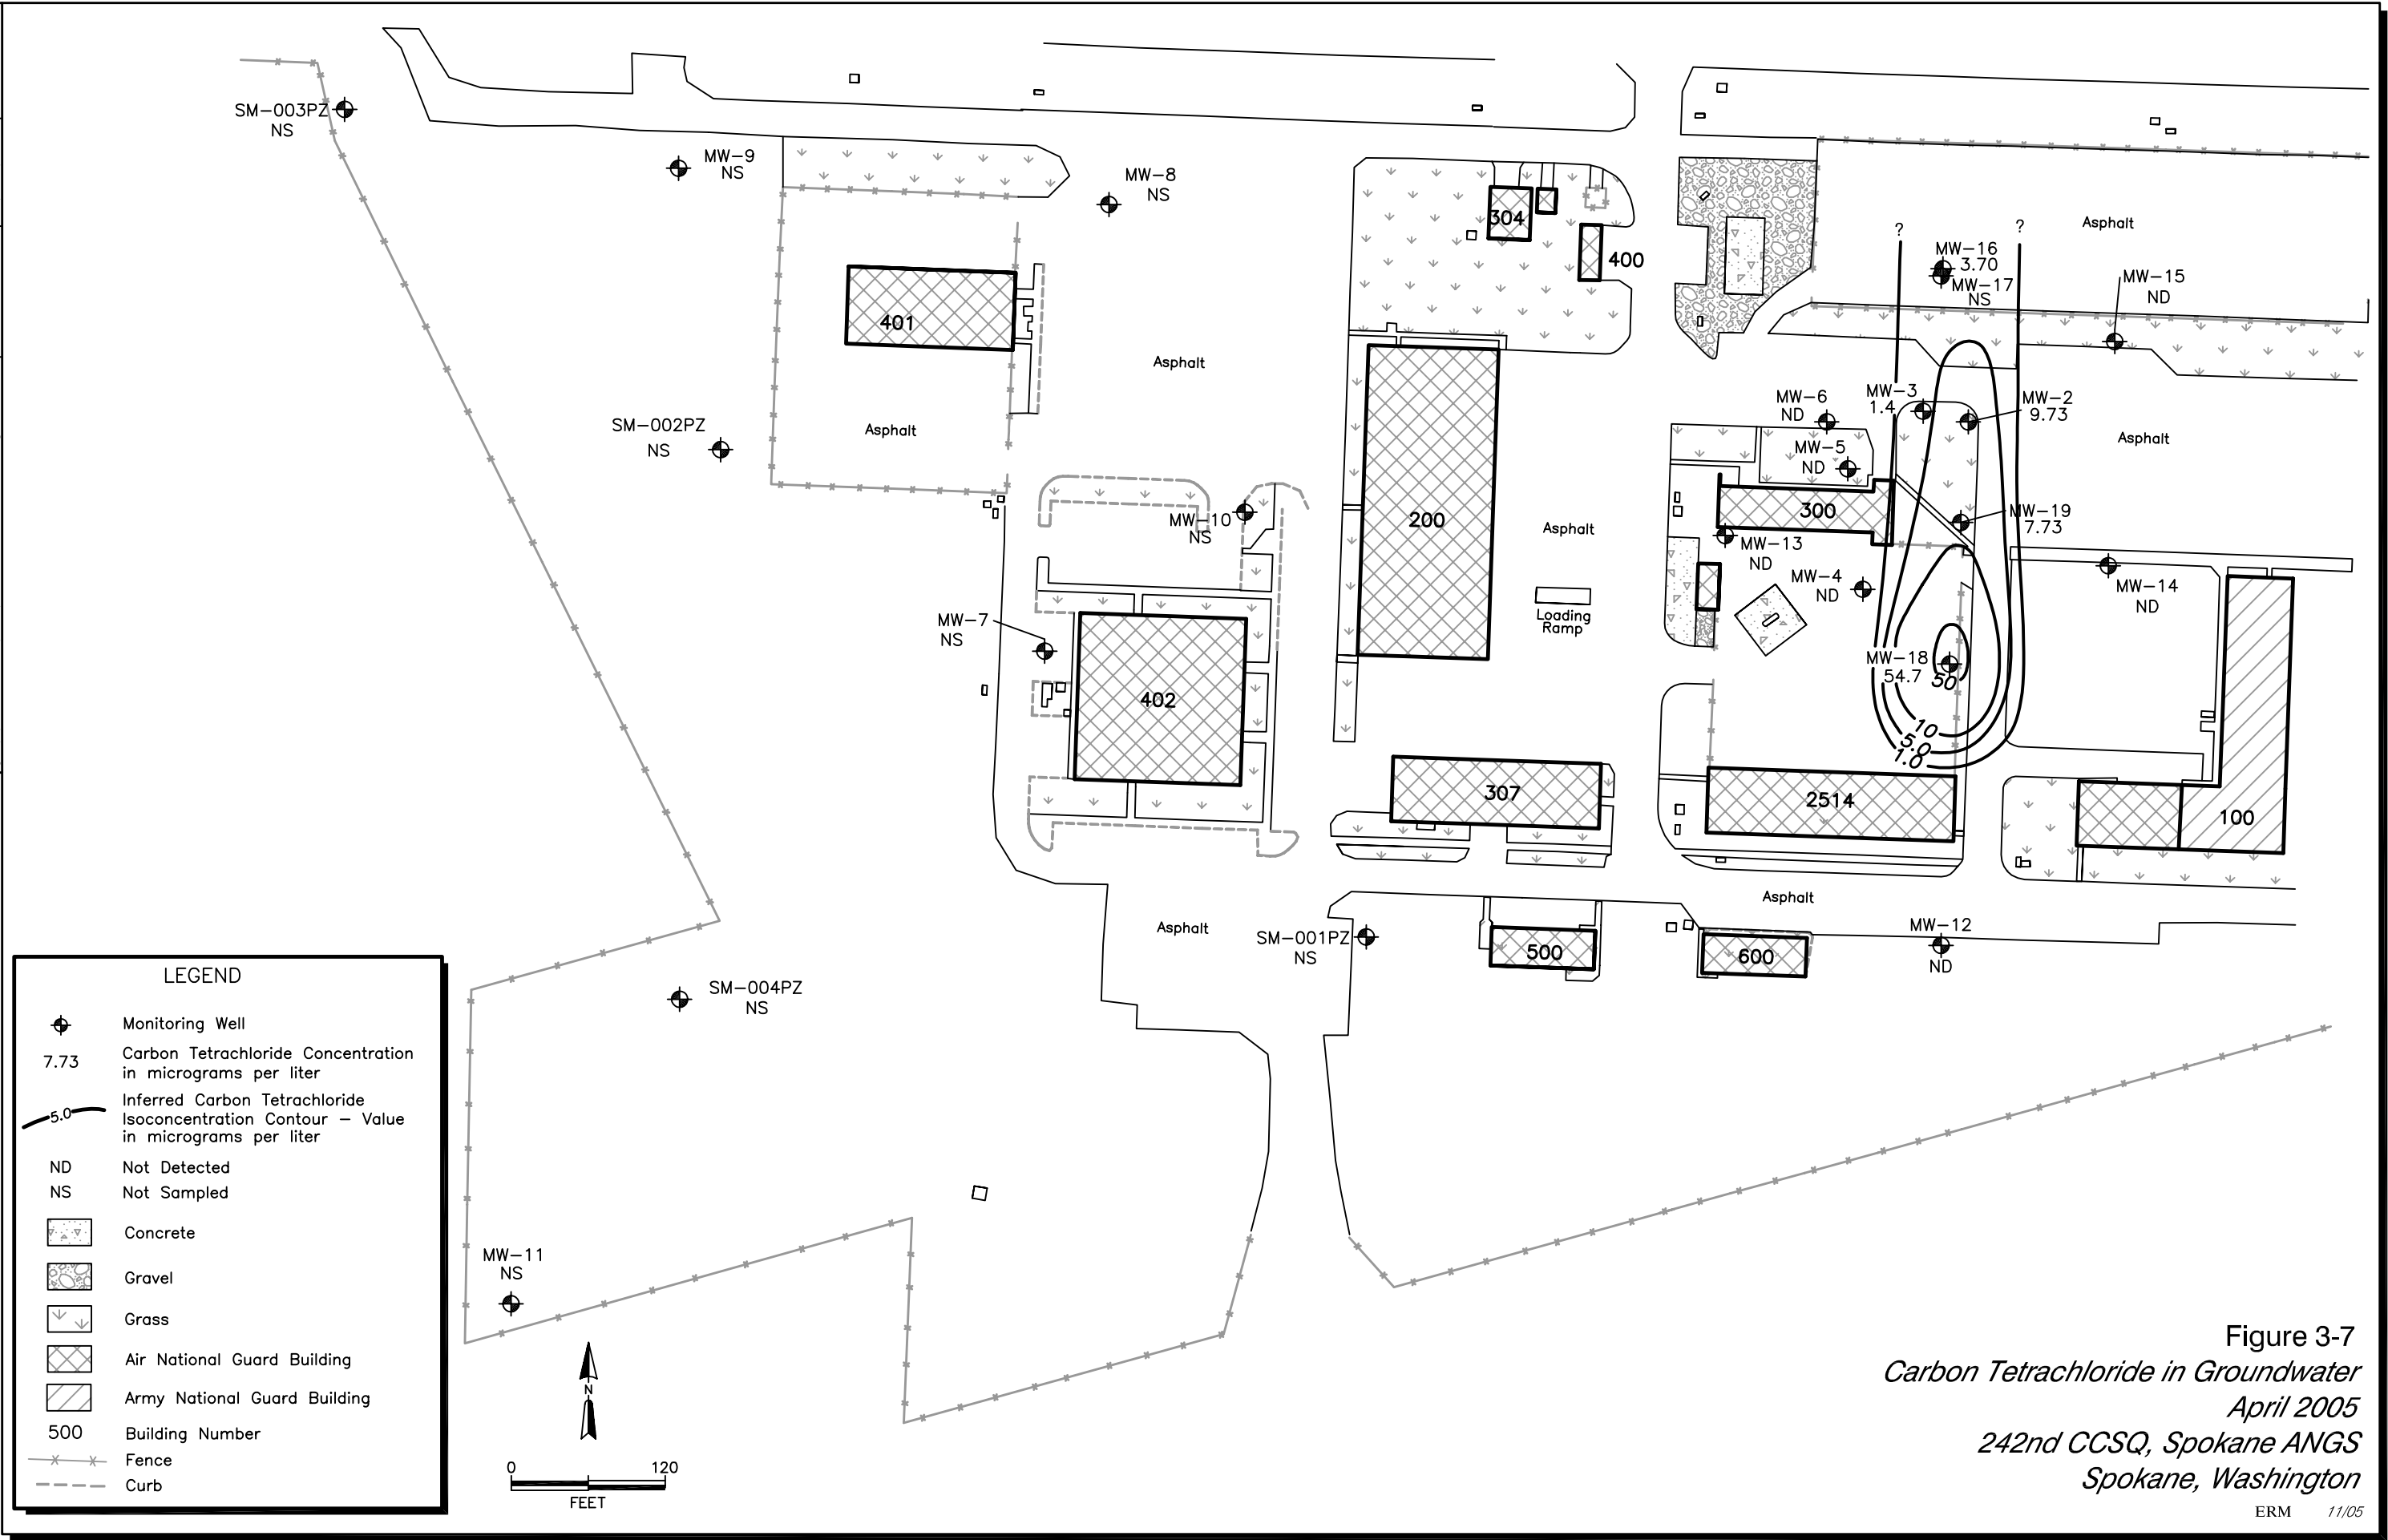 SM-003PZ
NS
MW-9
NS
MW-8
NS
304
400
?
?
Asphalt
MW-16
3.70
MW-17
NS
MW-15
ND
401
Asphalt
Asphalt
SM-002PZ
NS
MW-6
ND
MW-3
1.4
MW-2
9.73
Asphalt
MW-5
ND
MW-10
NS
200
Asphalt
300
MW-19
7.73
MW-13
ND
MW-4
ND
MW-14
ND
Loading
Ramp
MW-7
NS
402
MW-18
54.7
50
10
5.0
1.0
307
2514
100
Asphalt
Asphalt
SM-001PZ
NS
500
600
MW-12
ND
SM-004PZ
NS
MW-11
NS
LEGEND
Monitoring Well
7.73
Carbon Tetrachloride Concentration
in micrograms per liter
5.0
Inferred Carbon Tetrachloride
Isoconcentration Contour – Value
in micrograms per liter
ND Not Detected
NS Not Sampled
Concrete
Gravel
Grass
Air National Guard Building
Army National Guard Building
500 Building Number
Fence
Curb
N
0 120
FEET
Figure 3-7
Carbon Tetrachloride in Groundwater
April 2005
242nd CCSQ, Spokane ANGS
Spokane, Washington
ERM 11/05